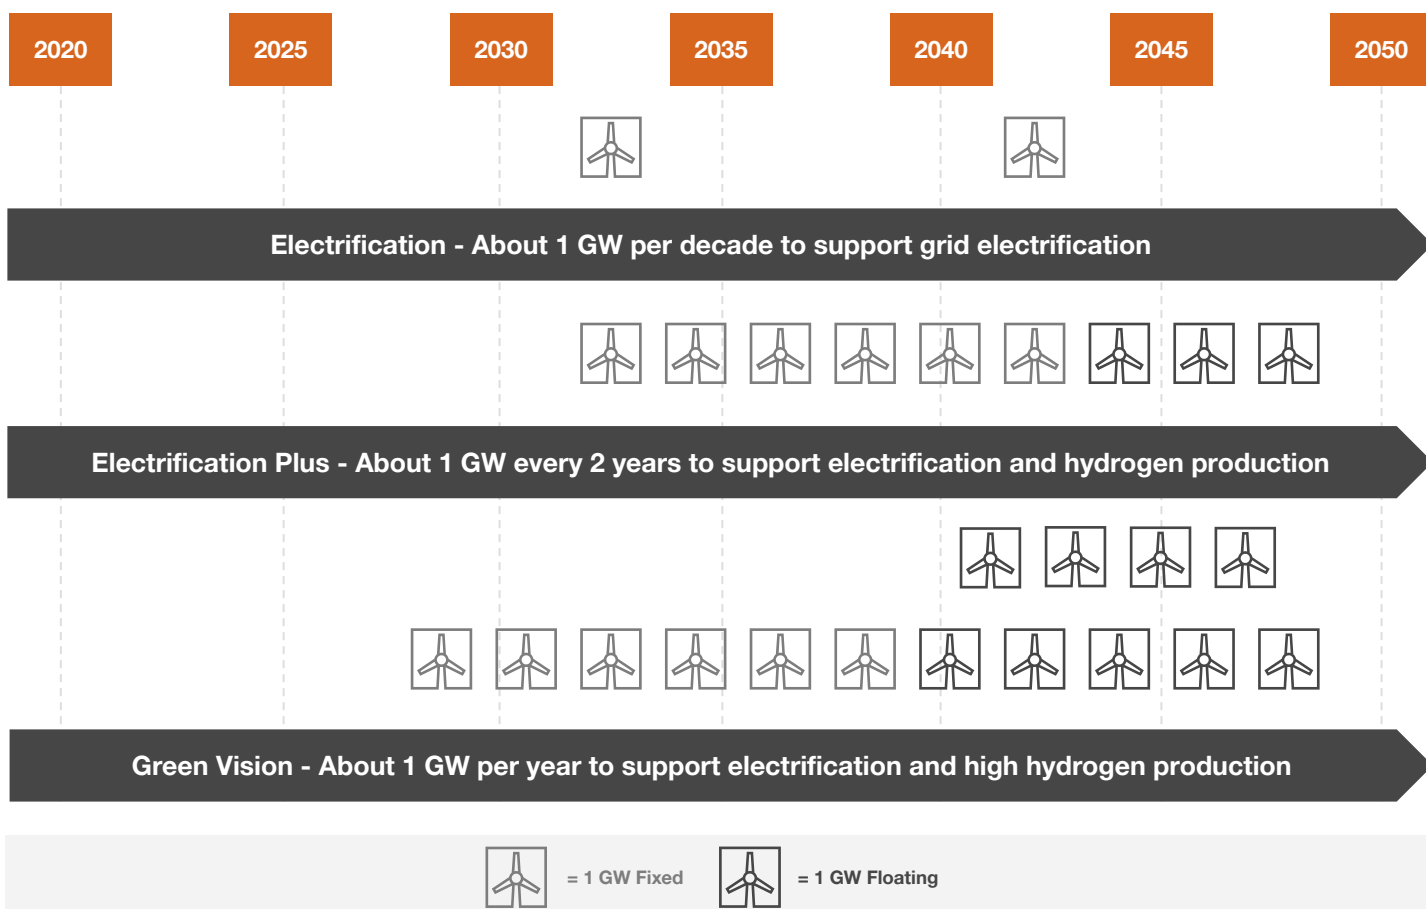 2020 2025 2030 2035 2040 2045 2050
Electrification - About 1 GW per decade to support grid electrification
Electrification Plus - About 1 GW every 2 years to support electrification and hydrogen production
Green Vision - About 1 GW per year to support electrification and high hydrogen production
= 1 GW Fixed = 1 GW Floating